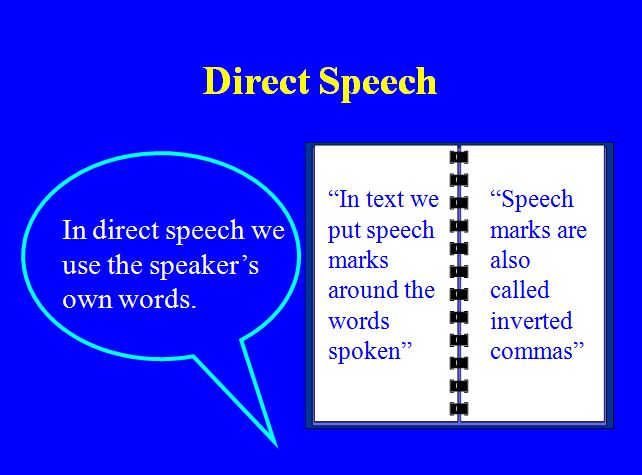 Direct Speech
In direct speech we
use the speaker’s
own words.
“In text we
put speech
marks
around the
words
spoken”
“Speech
marks are
also
called
inverted
commas”